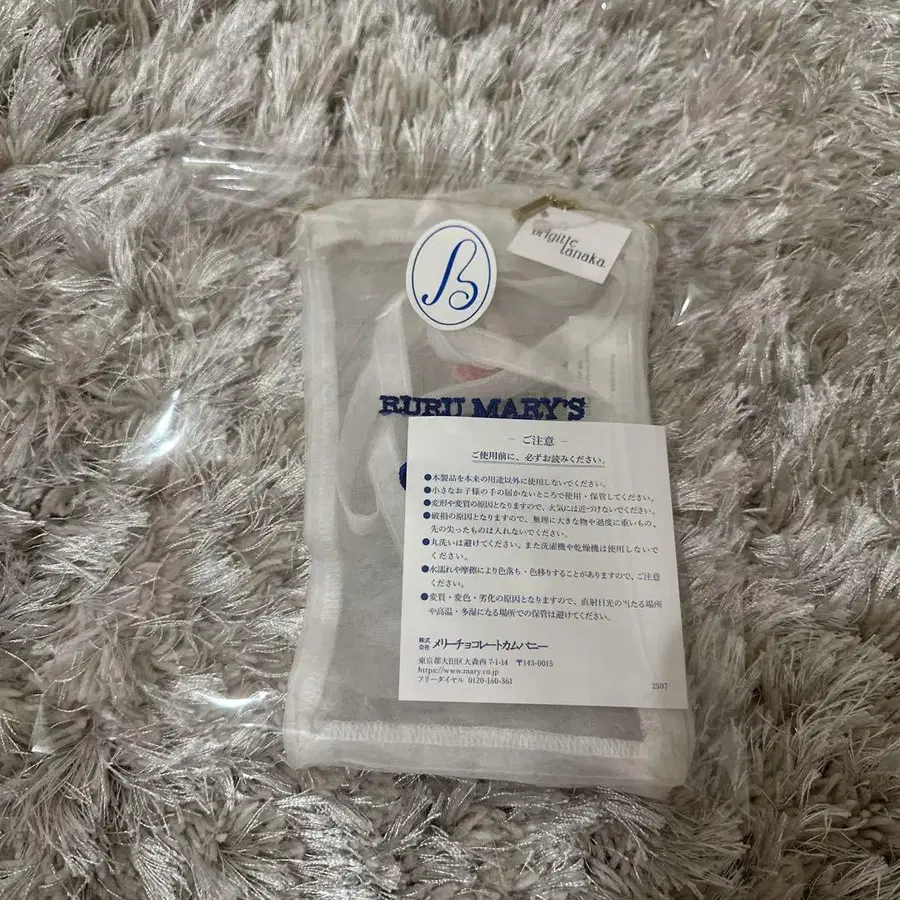 brigitte
tanaka.
RURU MARY'S
− ご注意 −
ご使用前に、必ずお読みください。
●本製品を本来の用途以外に使用しないでください。
●小さなお子様の手の届かないところで使用・保管してください。
●変形や変質の原因となりますので、火気には近づけないでください。
●破損の原因となりますので、無理に大きな物や過度に重いもの、
先の尖ったものは入れないでください。
●丸洗いは避けてください。また洗濯機や乾燥機は使用しないで
ください。
●水濡れや摩擦により色落ち・色移りすることがありますので、ご注意
ください。
●変質・変色・劣化の原因となりますので、直射日光の当たる場所
や高温・多湿になる場所での保管は避けてください。
株式会社 メリーチョコレートカムパニー
東京都大田区大森西 7-1-14 〒143-0015
https://www.mary.co.jp
フリーダイヤル 0120-160-361
2507